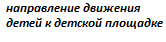 направление движения
детей к детской площадке